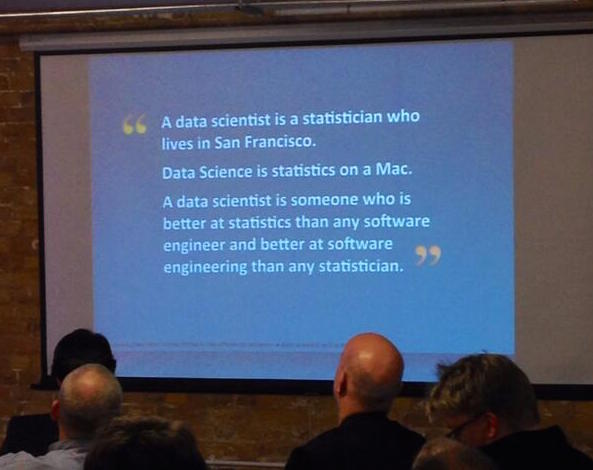 “ A data scientist is a statistician who
lives in San Francisco.
Data Science is statistics on a Mac.
A data scientist is someone who is
better at statistics than any software
engineer and better at software
engineering than any statistician. ”